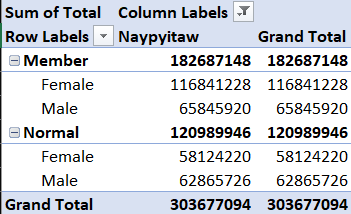 Sum of Total Column Labels
Row Labels Naypyitaw Grand Total
Member 182687148 182687148
Female 116841228 116841228
Male 65845920 65845920
Normal 120989946 120989946
Female 58124220 58124220
Male 62865726 62865726
Grand Total 303677094 303677094